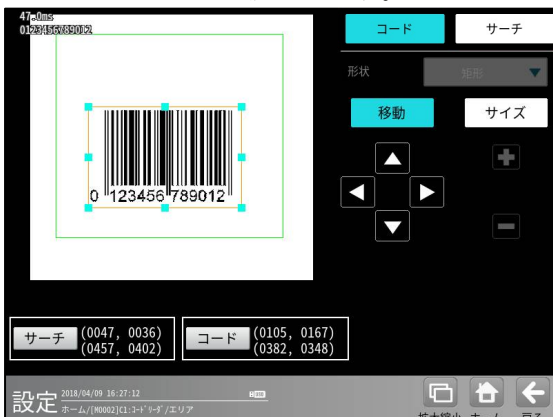 47.0ms
0123456789012
コード
サーチ
形状
矩形
移動
サイズ
0 123456 789012
サーチ
(0047, 0036)
(0457, 0402)
コード
(0105, 0167)
(0382, 0348)
設定
2018/04/09 16:27:12
ホーム/[M0002]C1:コードリーダ/エリア
拡大縮小
ホーム
戻る